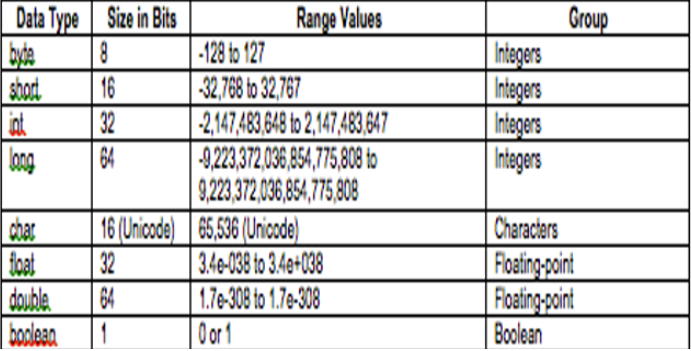 Data Type Size in Bits Range Values Group
byte 8 -128 to 127 Integers
short 16 -32,768 to 32,767 Integers
int 32 -2,147,483,648 to 2,147,483,647 Integers
long 64 -9,223,372,036,854,775,808 to Integers
9,223,372,036,854,775,808
char 16 (Unicode) 65,536 (Unicode) Characters
float 32 3.4e-038 to 3.4e+038 Floating-point
double 64 1.7e-308 to 1.7e-308 Floating-point
boolean 1 0 or 1 Boolean